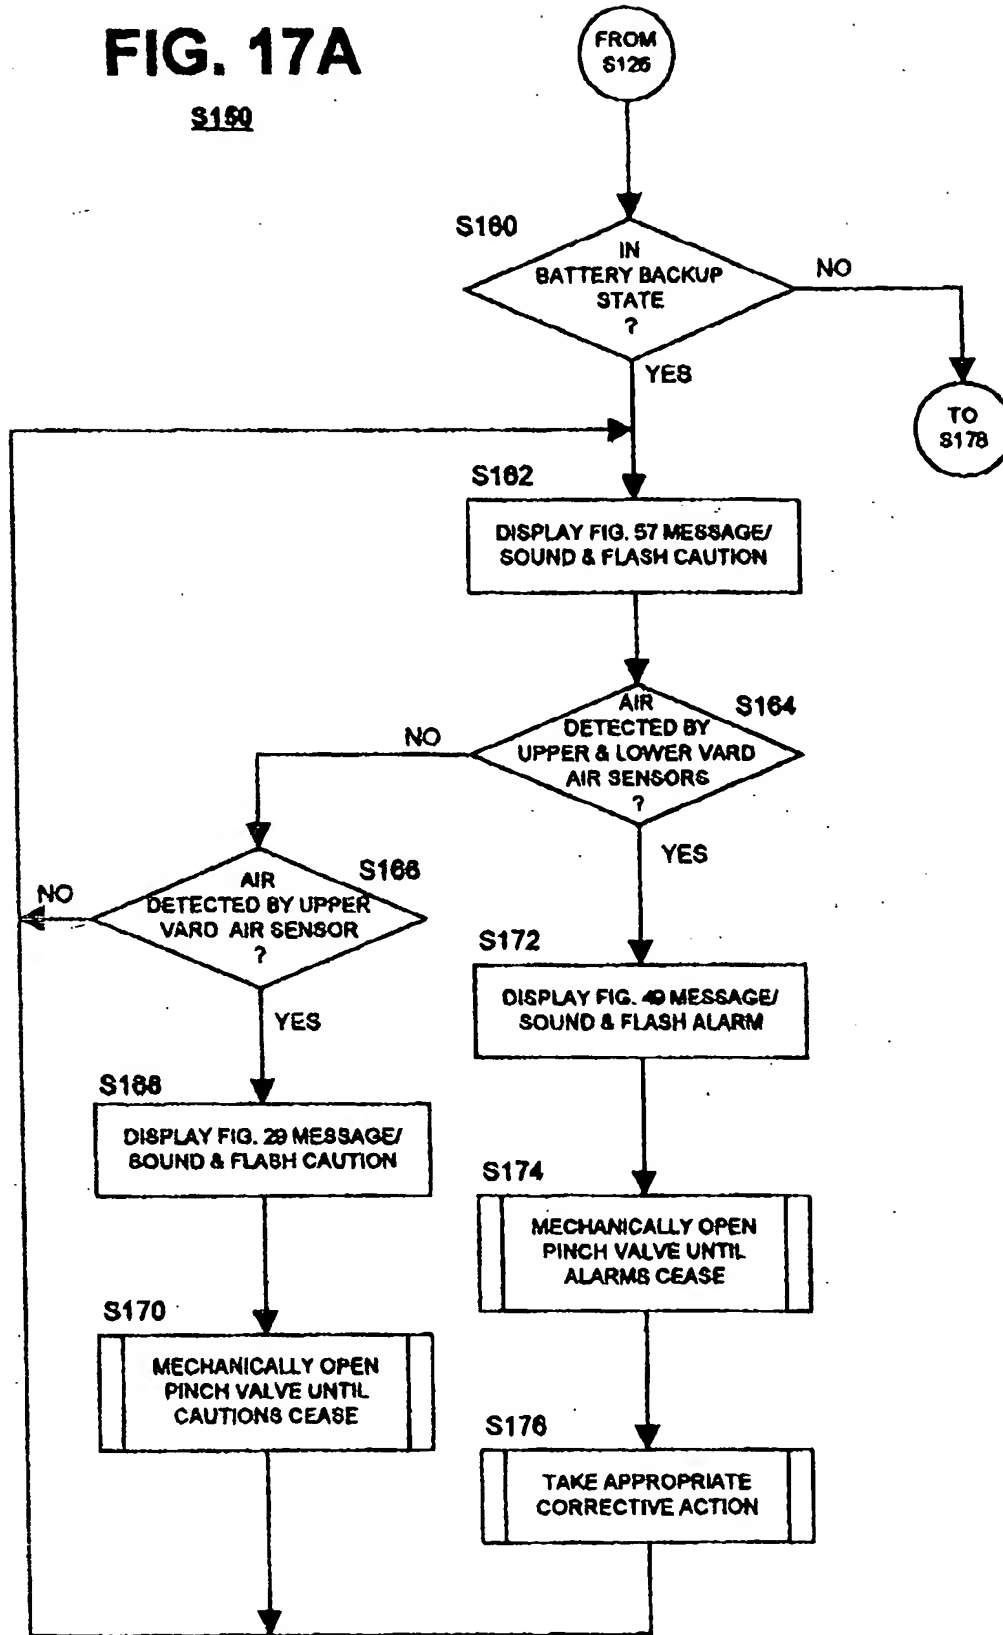 FIG. 17A
S150
FROM
S126
S160
IN
BATTERY BACKUP
STATE
?
NO
YES
TO
S178
S162
DISPLAY FIG. 57 MESSAGE/
SOUND & FLASH CAUTION
S164
AIR
DETECTED BY
UPPER & LOWER VARD
AIR SENSORS
?
NO
YES
S166
AIR
DETECTED BY UPPER
VARD AIR SENSOR
?
NO
YES
S172
DISPLAY FIG. 49 MESSAGE/
SOUND & FLASH ALARM
S168
DISPLAY FIG. 29 MESSAGE/
SOUND & FLASH CAUTION
S174
MECHANICALLY OPEN
PINCH VALVE UNTIL
ALARMS CEASE
S170
MECHANICALLY OPEN
PINCH VALVE UNTIL
CAUTIONS CEASE
S176
TAKE APPROPRIATE
CORRECTIVE ACTION